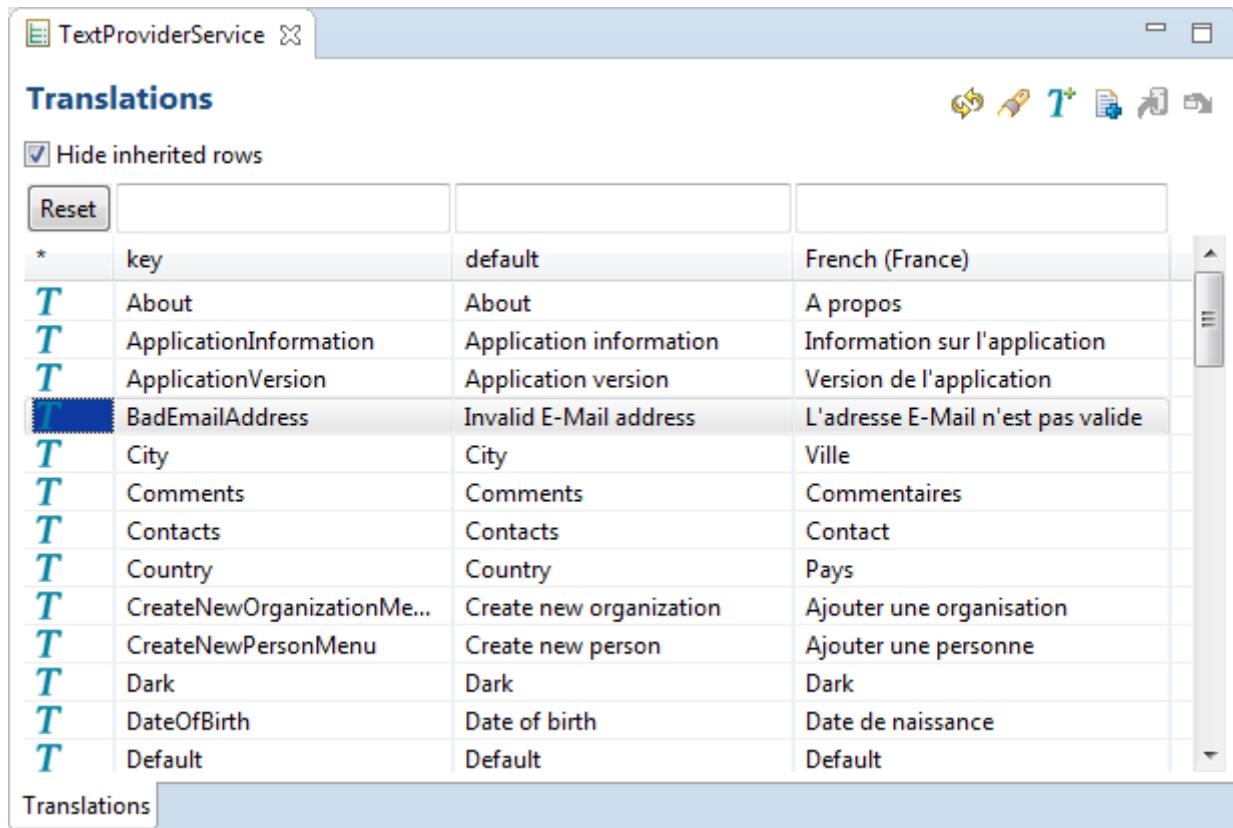 TextProviderService
Translations
Hide inherited rows
Reset
* key default French (France)
T About About A propos
T ApplicationInformation Application information Information sur l'application
T ApplicationVersion Application version Version de l'application
T BadEmailAddress Invalid E-Mail address L'adresse E-Mail n'est pas valide
T City City Ville
T Comments Comments Commentaires
T Contacts Contacts Contact
T Country Country Pays
T CreateNewOrganizationMe... Create new organization Ajouter une organisation
T CreateNewPersonMenu Create new person Ajouter une personne
T Dark Dark Dark
T DateOfBirth Date of birth Date de naissance
T Default Default Default
Translations